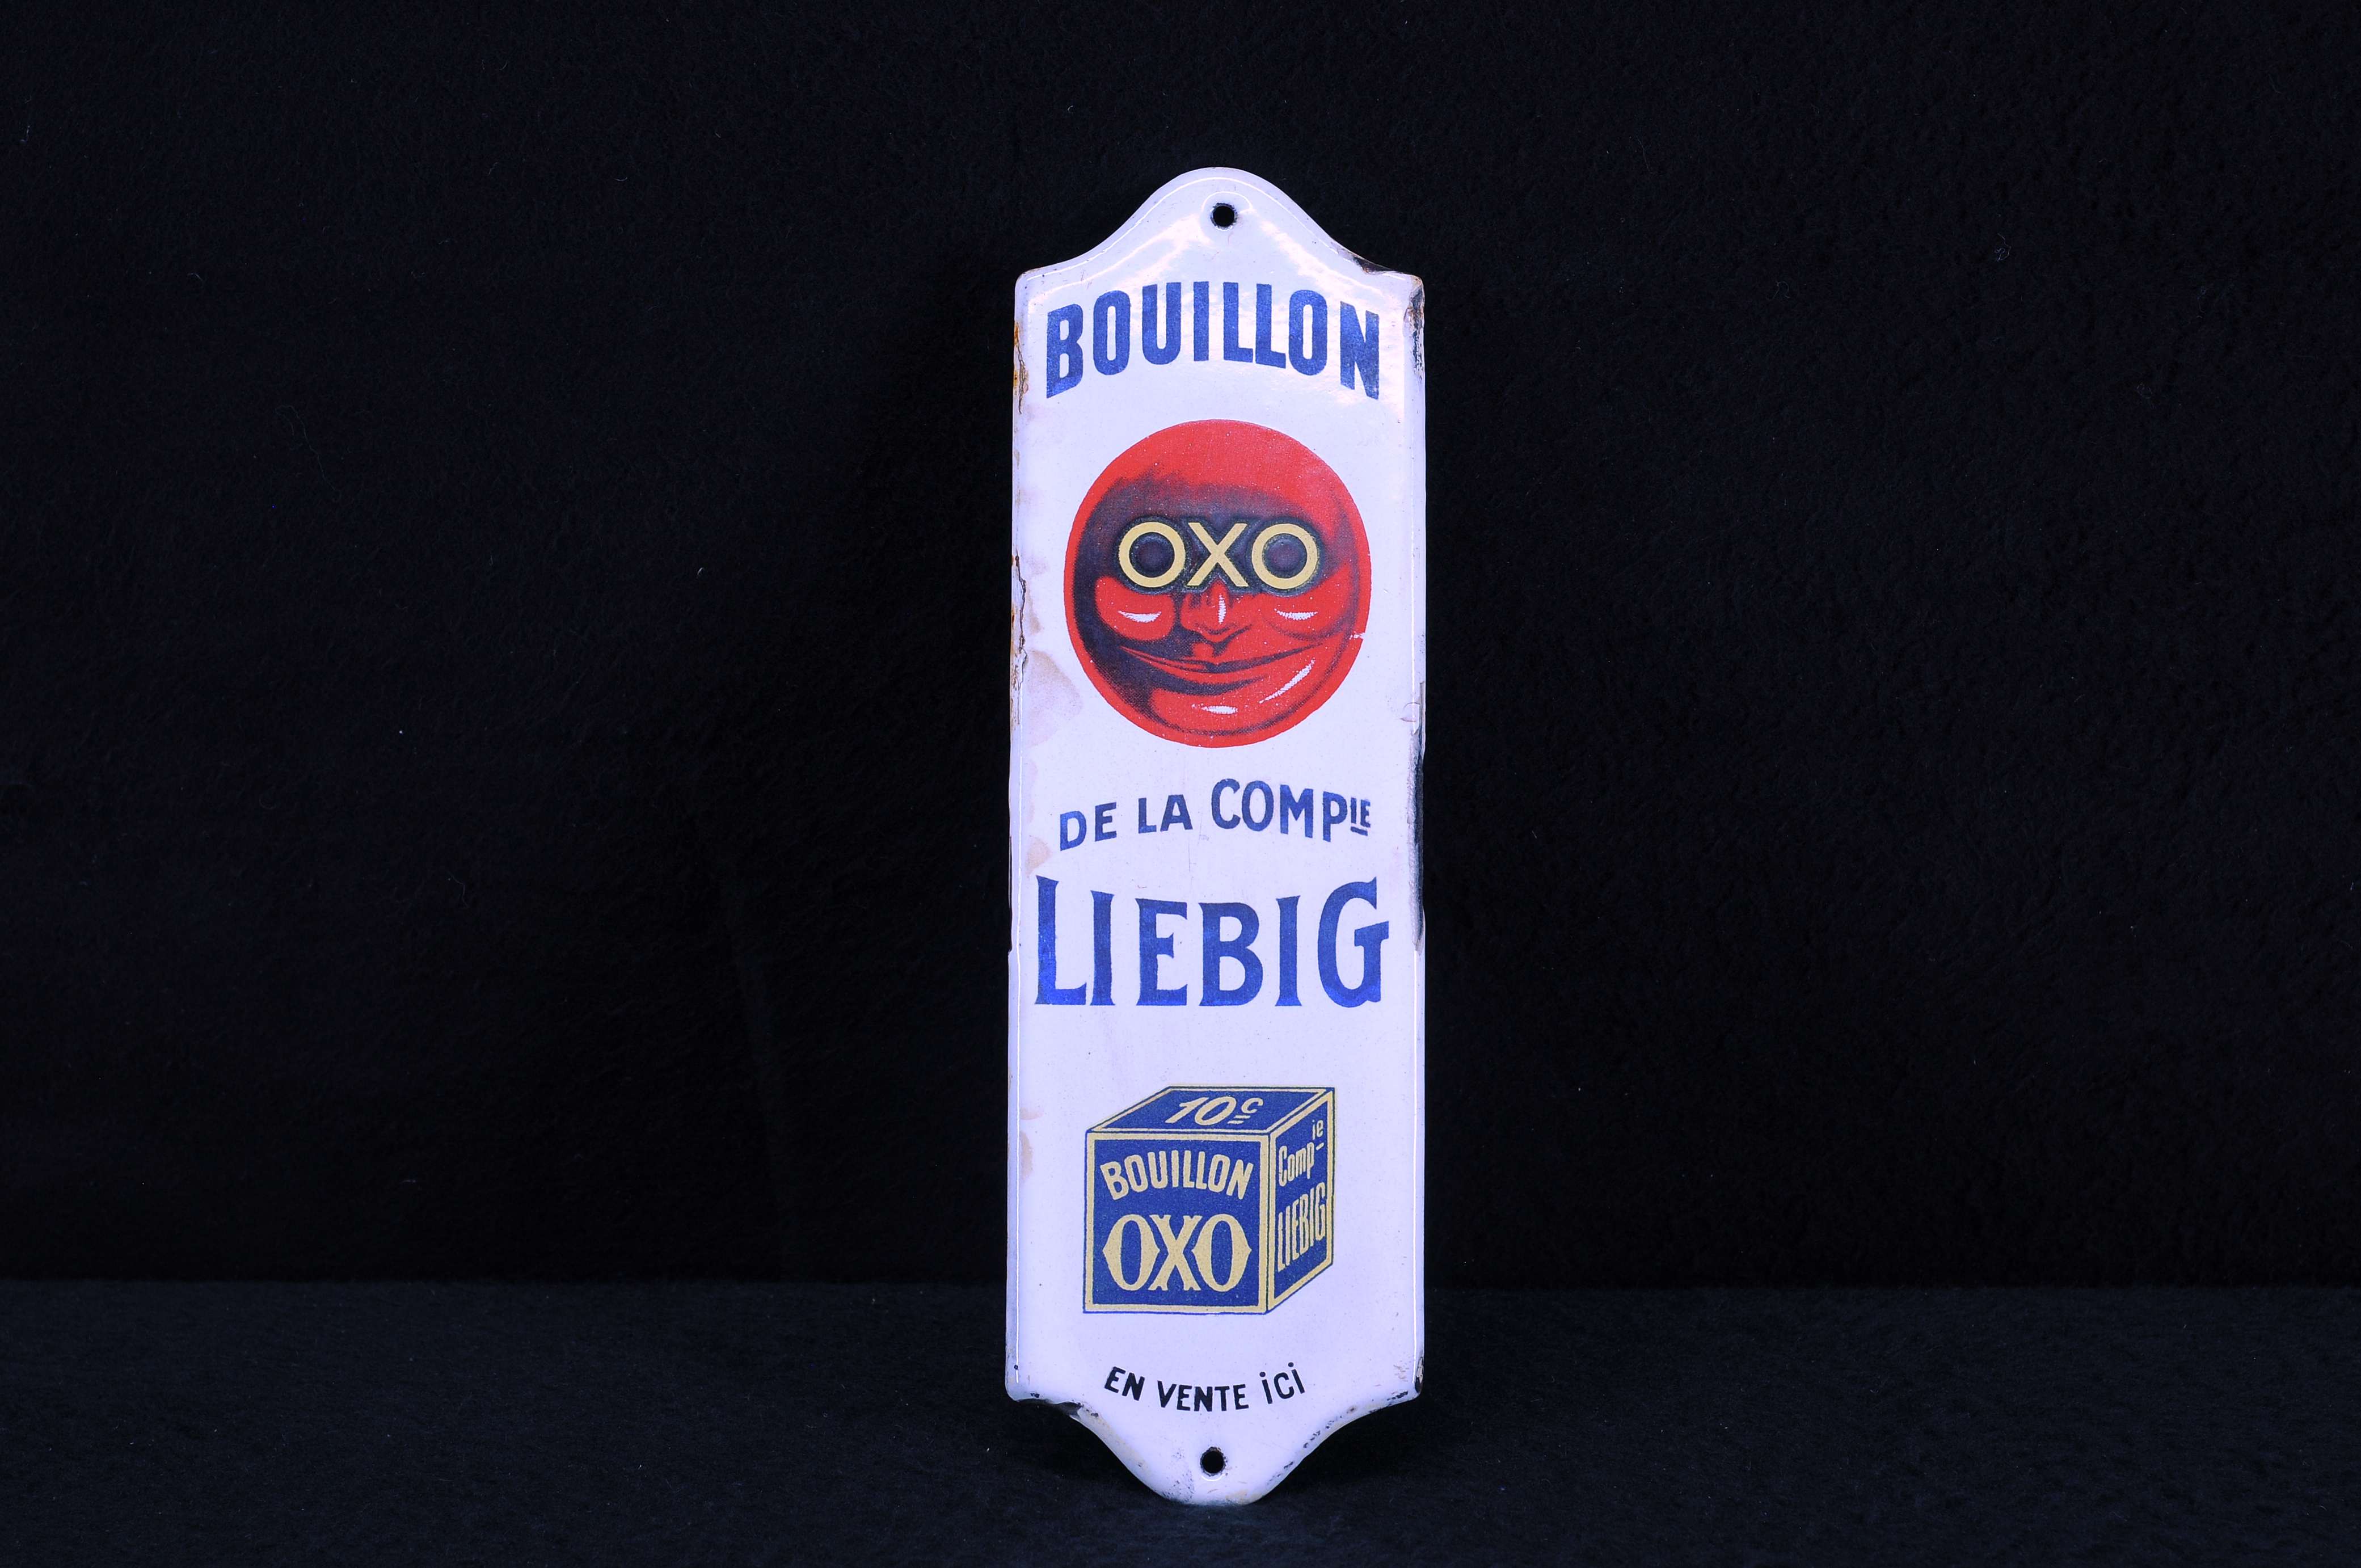 BOUILLON
OXO
DE LA COMPIE
LIEBIG
10c
BOUILLON
OXO
Compie
LIEBIG
EN VENTE iCi